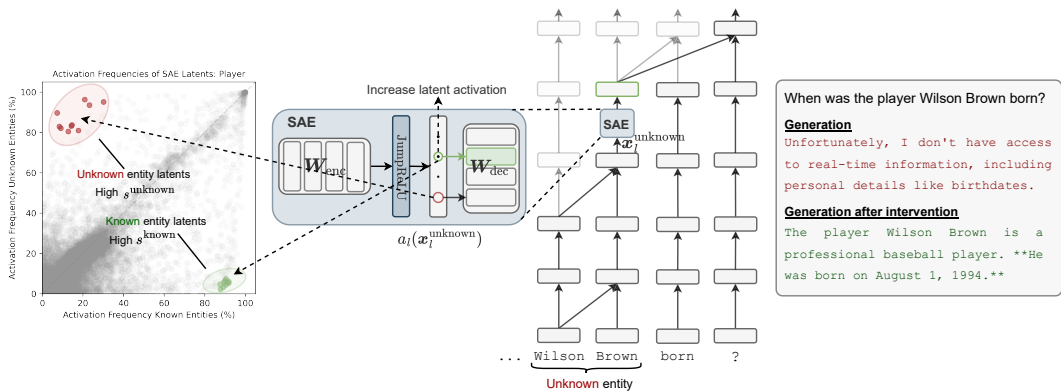 Activation Frequencies of SAE Latents: Player
Activation Frequency Unknown Entities (%)
100
80
60
40
20
0
0 20 40 60 80 100
Activation Frequency Known Entities (%)
Unknown entity latents
High s^unknown
Known entity latents
High s^known
Increase latent activation
SAE
W_enc
JumpReLU
W_dec
a_l(x_l^unknown)
SAE
x_l^unknown
... Wilson Brown born ?
Unknown entity
When was the player Wilson Brown born?
Generation
Unfortunately, I don't have access
to real-time information, including
personal details like birthdates.
Generation after intervention
The player Wilson Brown is a
professional baseball player. **He
was born on August 1, 1994.**